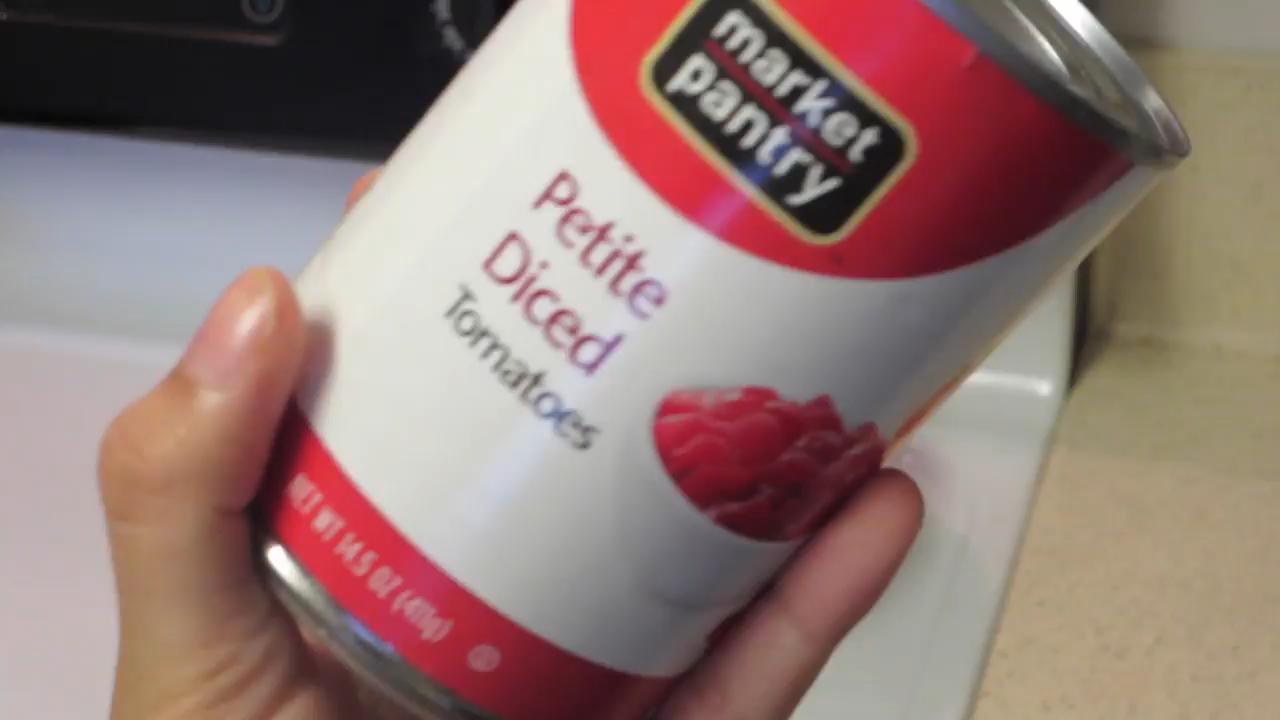 market
pantry
Petite
Diced
Tomatoes
NET WT 14.5 OZ (411g)